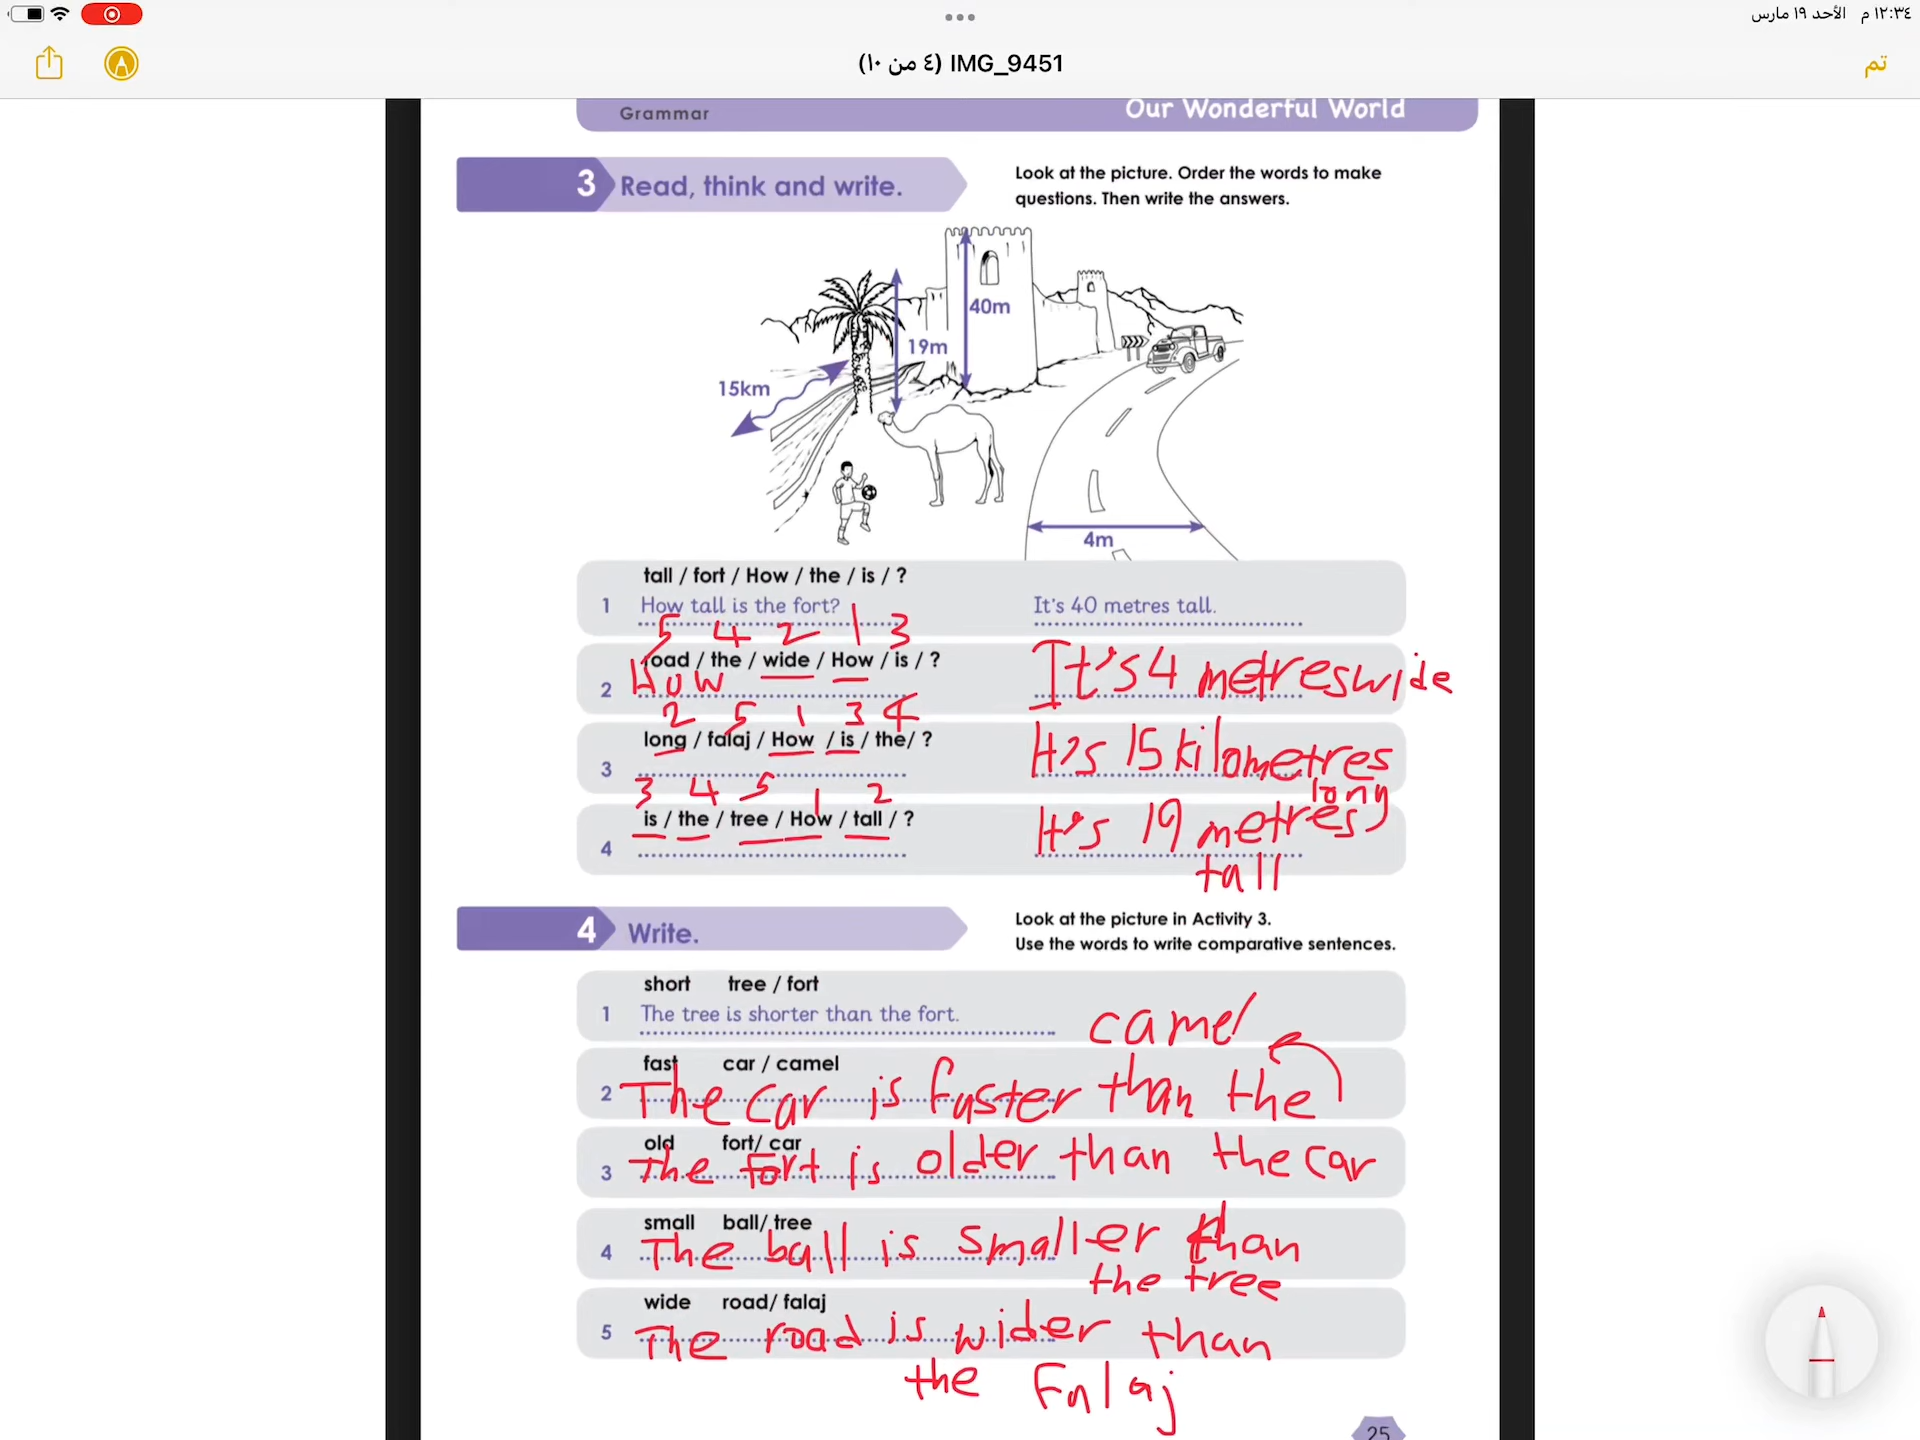 ١٢:٣٤ م الأحد ١٩ مارس
IMG_9451 (٤ من ١٠)
تم
Grammar
Our Wonderful World
3 Read, think and write.
Look at the picture. Order the words to make
questions. Then write the answers.
40m
19m
15km
4m
tall / fort / How / the / is / ?
1 How tall is the fort? It's 40 metres tall.
5 4 2 1 3
road / the / wide / How / is / ?
2 How It's 4 metres wide
2 5 1 3 4
long / falaj / How / is / the/ ?
3 It's 15 kilometres
long
3 4 5 1 2
is / the / tree / How / tall / ?
4 It's 19 metres
tall
4 Write.
Look at the picture in Activity 3.
Use the words to write comparative sentences.
short tree / fort
1 The tree is shorter than the fort.
camel
fast car / camel
2 The car is faster than the
old fort/ car
3 The fort is older than the car
small ball/ tree
4 The ball is smaller than
the tree
wide road/ falaj
5 The road is wider than
the Falaj
25